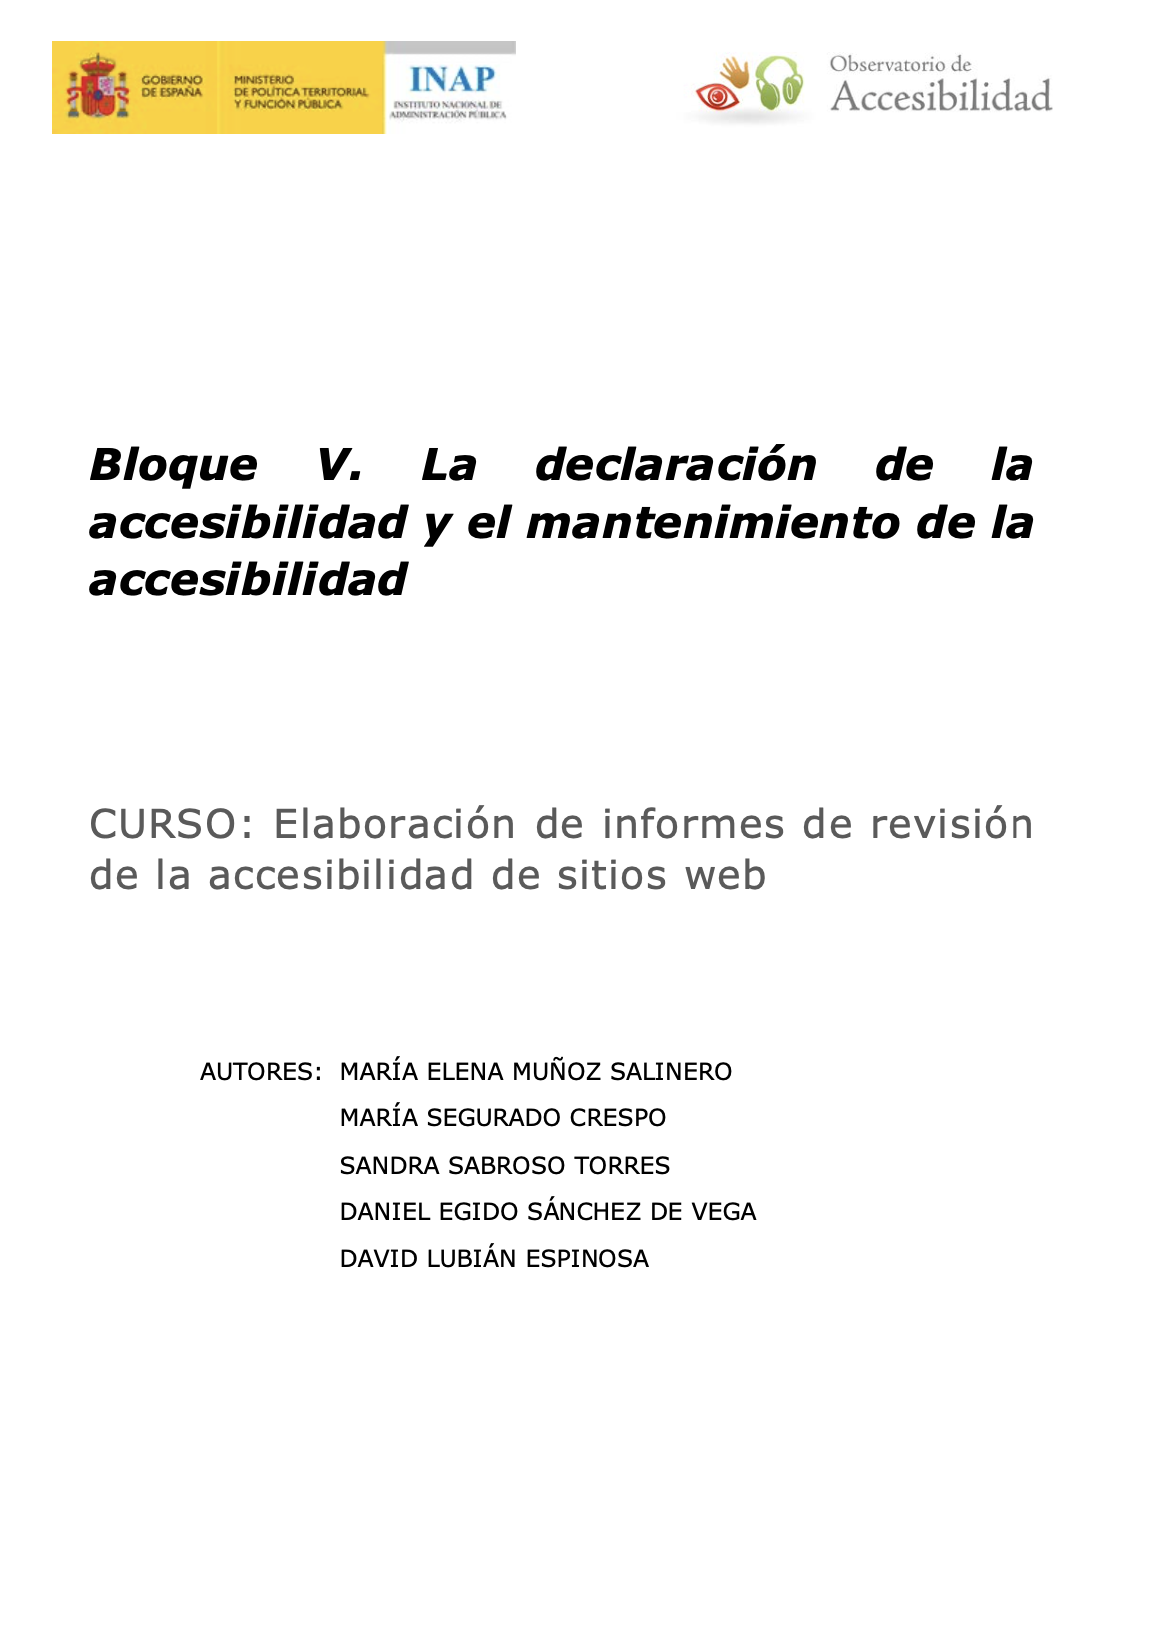 GOBIERNO
DE ESPAÑA
MINISTERIO
DE POLÍTICA TERRITORIAL
Y FUNCIÓN PÚBLICA
INAP
INSTITUTO NACIONAL DE
ADMINISTRACIÓN PÚBLICA
Observatorio de
Accesibilidad
Bloque V. La declaración de la
accesibilidad y el mantenimiento de la
accesibilidad
CURSO: Elaboración de informes de revisión
de la accesibilidad de sitios web
AUTORES: MARÍA ELENA MUÑOZ SALINERO
MARÍA SEGURADO CRESPO
SANDRA SABROSO TORRES
DANIEL EGIDO SÁNCHEZ DE VEGA
DAVID LUBIÁN ESPINOSA